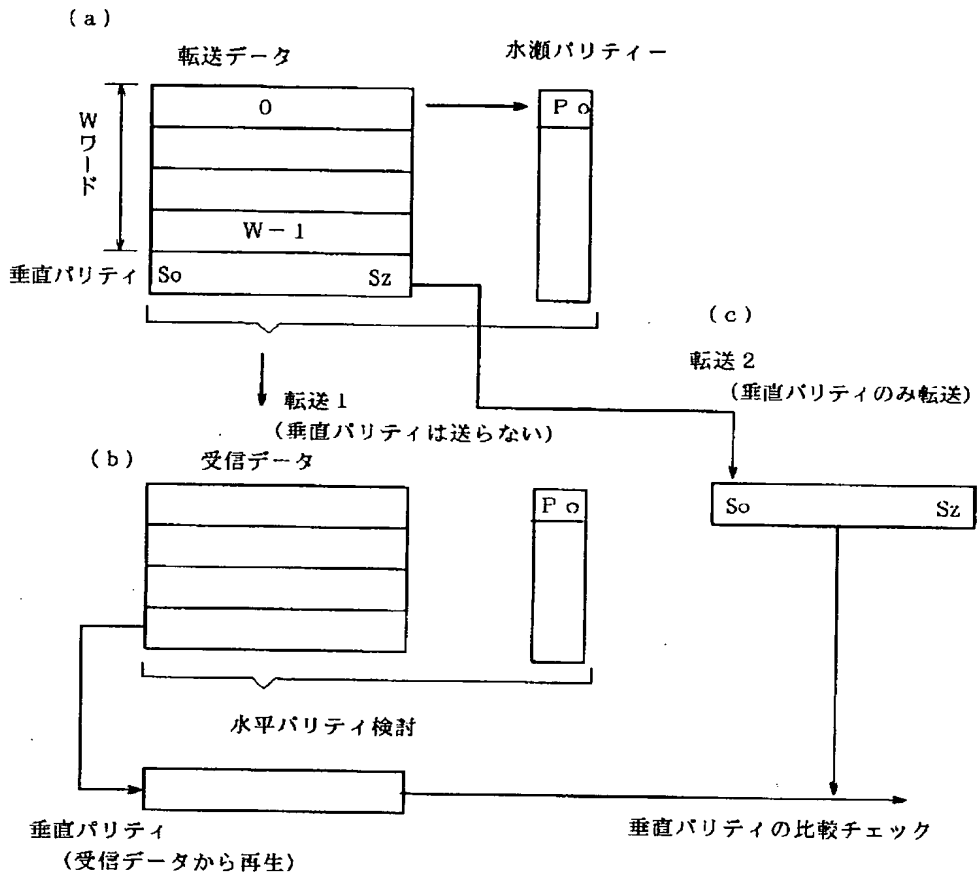 (a)
転送データ
水瀬パリティー
0
P o
Wワード
W-1
垂直パリティ
So Sz
(c)
転送2
(垂直パリティのみ転送)
転送1
(垂直パリティは送らない)
(b)
受信データ
P o
So Sz
水平パリティ検討
垂直パリティ
(受信データから再生)
垂直パリティの比較チェック